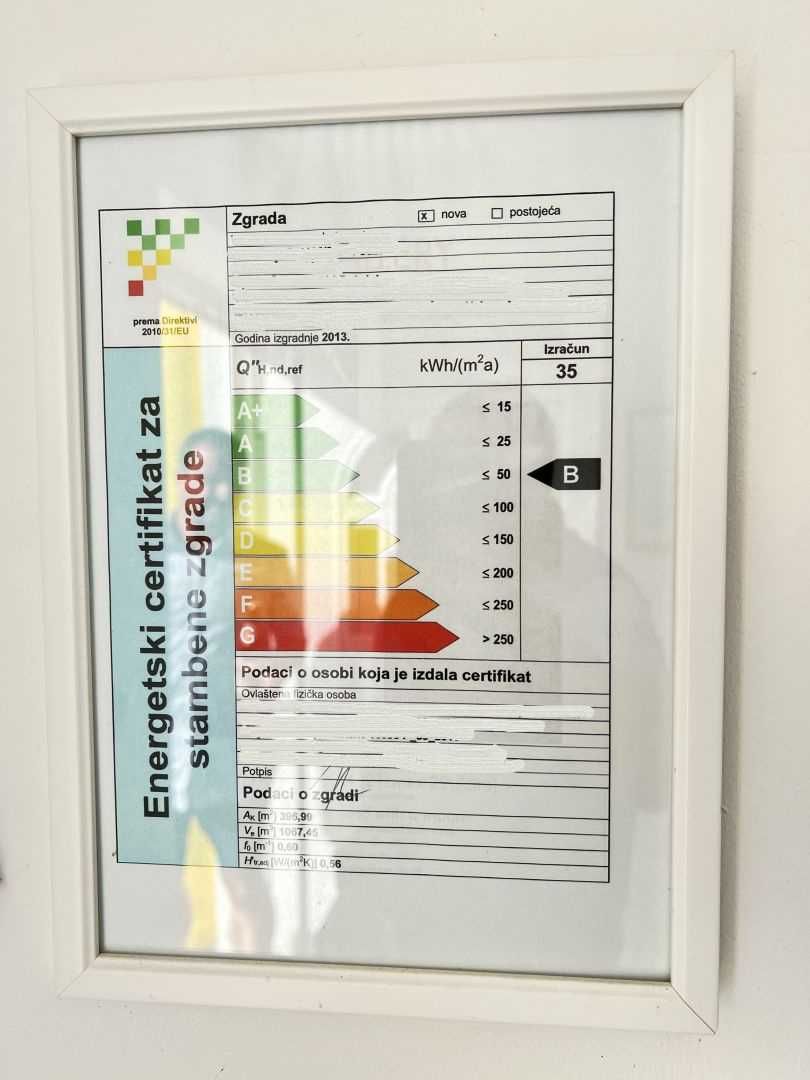 Zgrada
x nova
postojeća
prema Direktivi
2010/31/EU
Godina izgradnje 2013.
Energetski certifikat za
stambene zgrade
Q"H,nd,ref kWh/(m²a)
Izračun
35
A+ ≤ 15
A ≤ 25
B ≤ 50 B
C ≤ 100
D ≤ 150
E ≤ 200
F ≤ 250
G > 250
Podaci o osobi koja je izdala certifikat
Ovlaštena fizička osoba
Potpis
Podaci o zgradi
AK [m²] 396,99
Ve [m³] 1067,45
f0 [m⁻¹] 0,60
H'tr,adj [W/(m²K)] 0,56